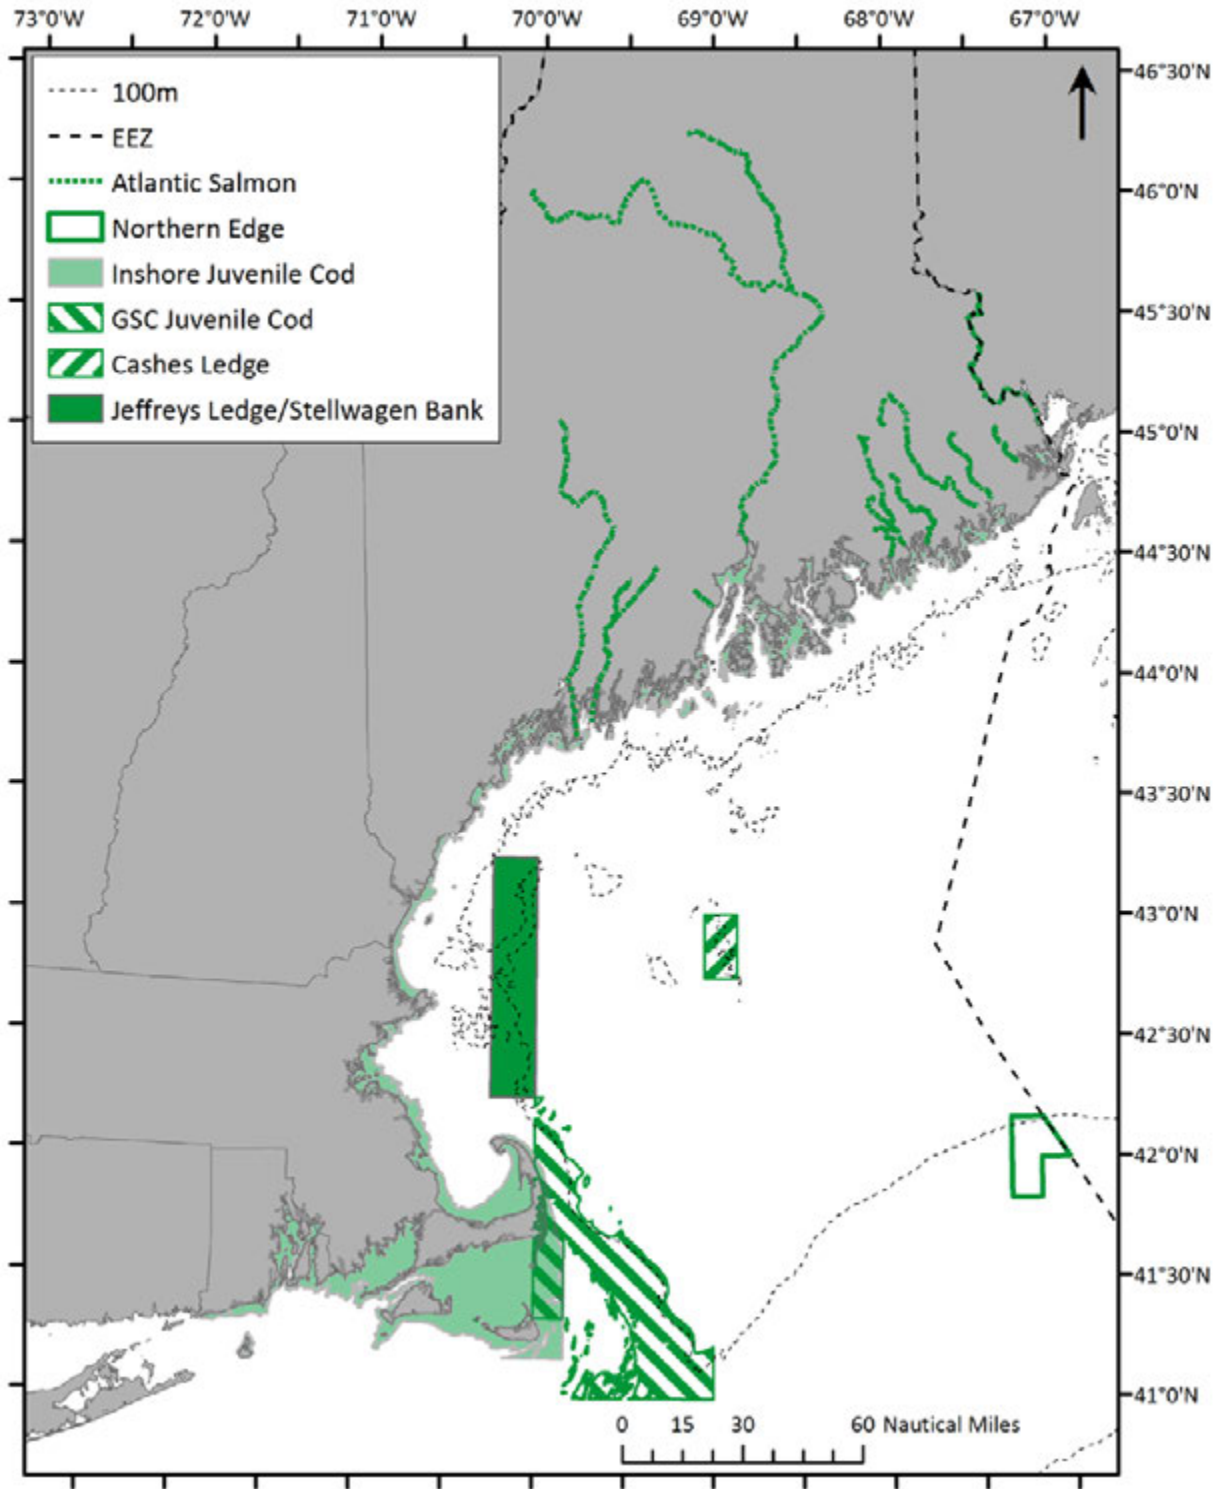 73°0'W 72°0'W 71°0'W 70°0'W 69°0'W 68°0'W 67°0'W
100m
EEZ
Atlantic Salmon
Northern Edge
Inshore Juvenile Cod
GSC Juvenile Cod
Cashes Ledge
Jeffreys Ledge/Stellwagen Bank
46°30'N
46°0'N
45°30'N
45°0'N
44°30'N
44°0'N
43°30'N
43°0'N
42°30'N
42°0'N
41°30'N
41°0'N
0 15 30 60 Nautical Miles